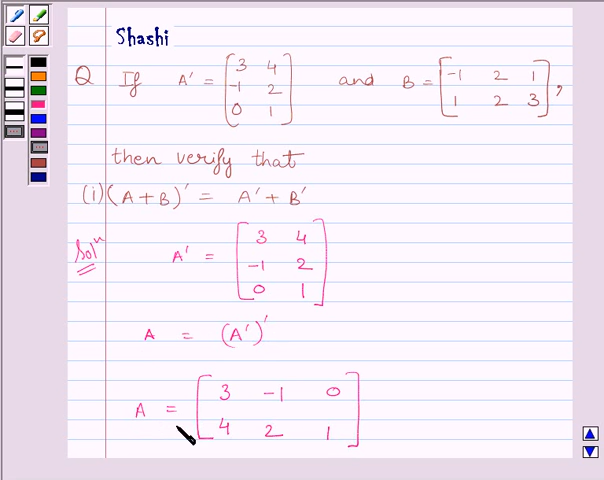 Shashi
Q If A' = [3 4; -1 2; 0 1] and B = [-1 2 1; 1 2 3],
then verify that
(i) (A+B)' = A' + B'
Solⁿ A' = [3 4; -1 2; 0 1]
A = (A')'
A = [3 -1 0; 4 2 1]